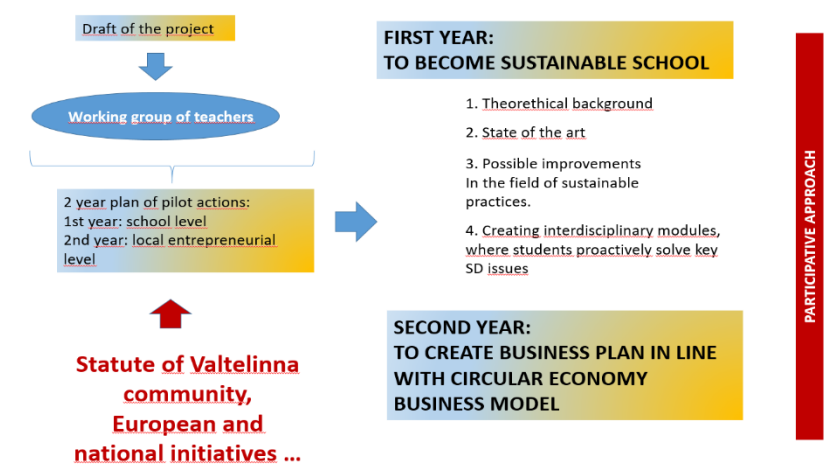 Draft of the project
Working group of teachers
2 year plan of pilot actions:
1st year: school level
2nd year: local entrepreneurial
level
Statute of Valtelinna
community,
European and
national initiatives ...
FIRST YEAR:
TO BECOME SUSTAINABLE SCHOOL
1. Theorethical background
2. State of the art
3. Possible improvements
In the field of sustainable
practices.
4. Creating interdisciplinary modules,
where students proactively solve key
SD issues
SECOND YEAR:
TO CREATE BUSINESS PLAN IN LINE
WITH CIRCULAR ECONOMY
BUSINESS MODEL
PARTICIPATIVE APPROACH